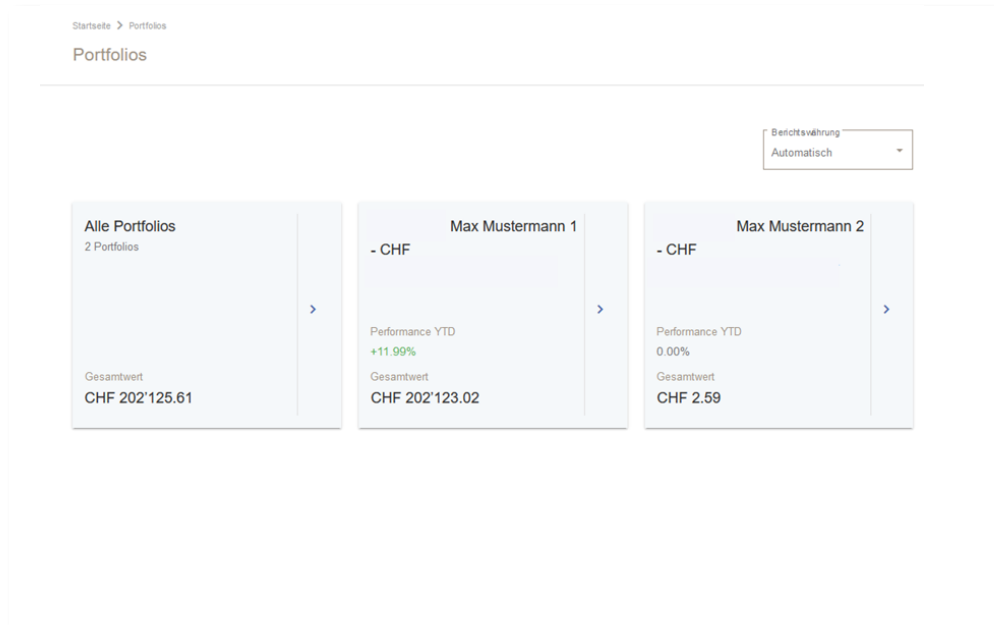 Startseite > Portfolios
Portfolios
Berichtswährung
Automatisch
Alle Portfolios
2 Portfolios
Gesamtwert
CHF 202'125.61
Max Mustermann 1
- CHF
Performance YTD
+11.99%
Gesamtwert
CHF 202'123.02
Max Mustermann 2
- CHF
Performance YTD
0.00%
Gesamtwert
CHF 2.59